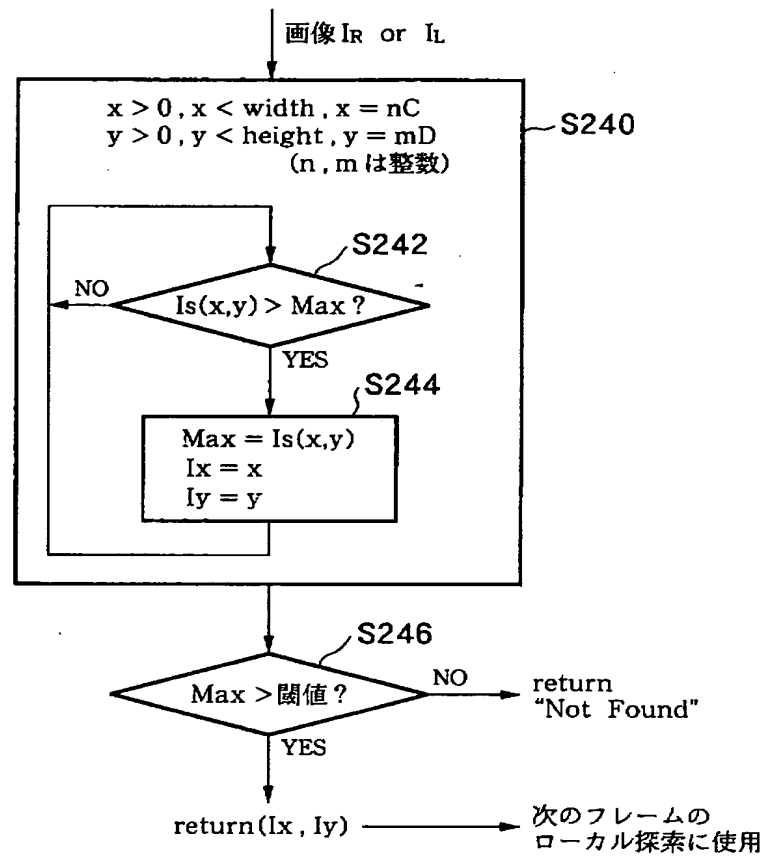 画像 IR or IL
x > 0 , x < width , x = nC
y > 0 , y < height , y = mD
(n , m は整数)
S240
S242
NO
Is(x,y) > Max ?
YES
S244
Max = Is(x,y)
Ix = x
Iy = y
S246
Max > 閾値 ?
NO
return
“Not Found”
YES
return(Ix , Iy)
次のフレームの
ローカル探索に使用